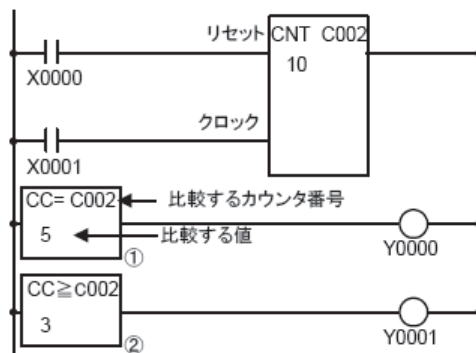 リセット CNT C002
10
X0000
クロック
X0001
CC= C002 比較するカウンタ番号
5 比較する値
① Y0000
CC≧c002
3
② Y0001